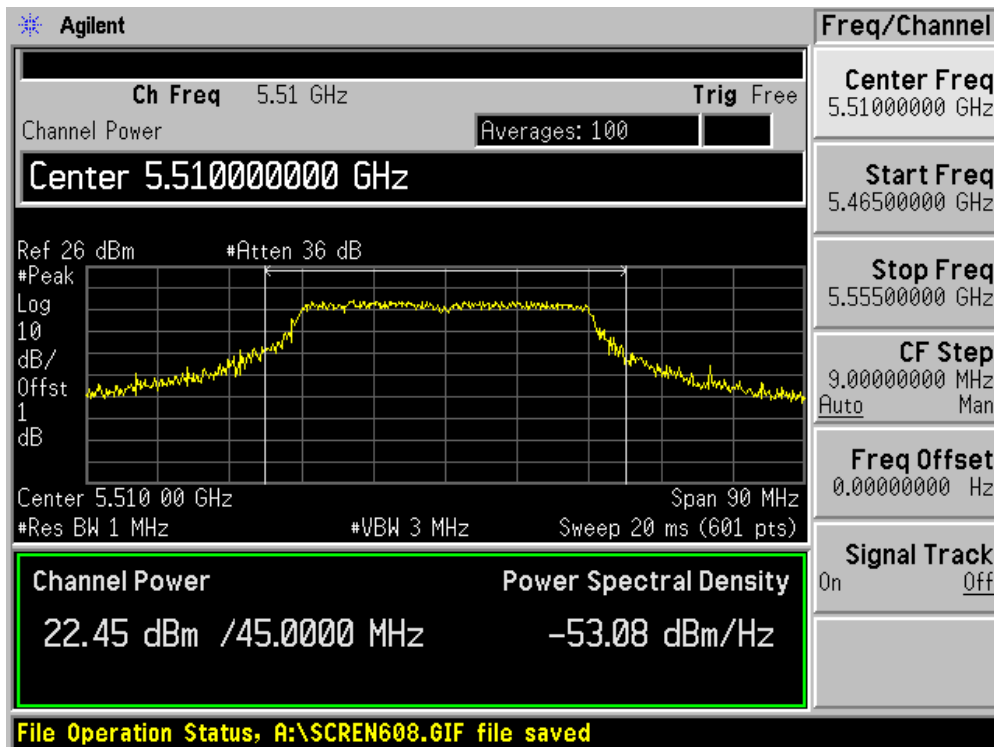 Agilent
Freq/Channel
Ch Freq 5.51 GHz Trig Free
Channel Power Averages: 100
Center 5.510000000 GHz
Ref 26 dBm #Atten 36 dB
#Peak
Log
10
dB/
Offst
1
dB
Center 5.510 00 GHz Span 90 MHz
#Res BW 1 MHz #VBW 3 MHz Sweep 20 ms (601 pts)
Channel Power Power Spectral Density
22.45 dBm /45.0000 MHz -53.08 dBm/Hz
File Operation Status, A:\SCREN608.GIF file saved
Center Freq
5.51000000 GHz
Start Freq
5.46500000 GHz
Stop Freq
5.55500000 GHz
CF Step
9.00000000 MHz
Auto Man
Freq Offset
0.00000000 Hz
Signal Track
On Off